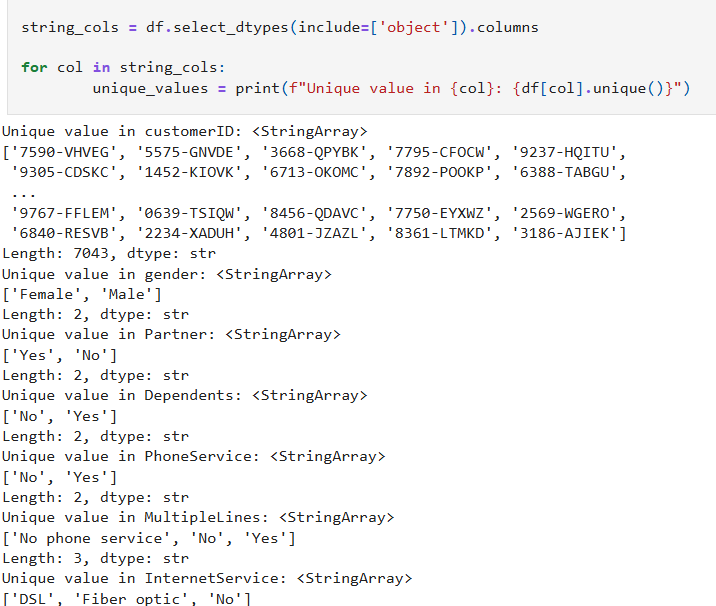 string_cols = df.select_dtypes(include=['object']).columns
for col in string_cols:
        unique_values = print(f"Unique value in {col}: {df[col].unique()}")
Unique value in customerID: <StringArray>
['7590-VHVEG', '5575-GNVDE', '3668-QPYBK', '7795-CFOCW', '9237-HQITU',
 '9305-CDSKC', '1452-KIOVK', '6713-OKOMC', '7892-POOKP', '6388-TABGU',
 ...
 '9767-FFLEM', '0639-TSIQW', '8456-QDAVC', '7750-EYXWZ', '2569-WGERO',
 '6840-RESVB', '2234-XADUH', '4801-JZAZL', '8361-LTMKD', '3186-AJIEK']
Length: 7043, dtype: str
Unique value in gender: <StringArray>
['Female', 'Male']
Length: 2, dtype: str
Unique value in Partner: <StringArray>
['Yes', 'No']
Length: 2, dtype: str
Unique value in Dependents: <StringArray>
['No', 'Yes']
Length: 2, dtype: str
Unique value in PhoneService: <StringArray>
['No', 'Yes']
Length: 2, dtype: str
Unique value in MultipleLines: <StringArray>
['No phone service', 'No', 'Yes']
Length: 3, dtype: str
Unique value in InternetService: <StringArray>
['DSL', 'Fiber optic', 'No']